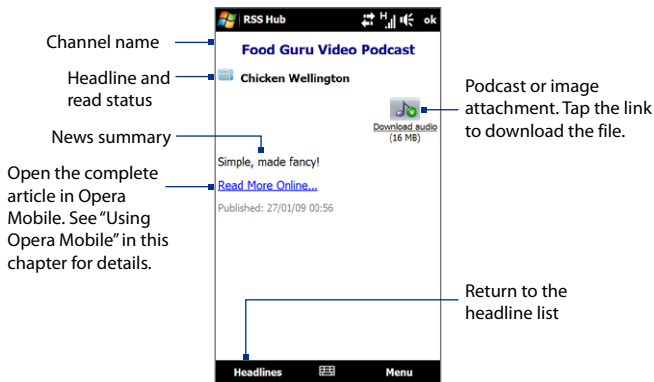 RSS Hub
H
ok
Channel name
Food Guru Video Podcast
Headline and
read status
Chicken Wellington
Podcast or image
attachment. Tap the link
to download the file.
Download audio
(16 MB)
News summary
Simple, made fancy!
Open the complete
article in Opera
Mobile. See “Using
Opera Mobile” in this
chapter for details.
Read More Online...
Published: 27/01/09 00:56
Return to the
headline list
Headlines
Menu